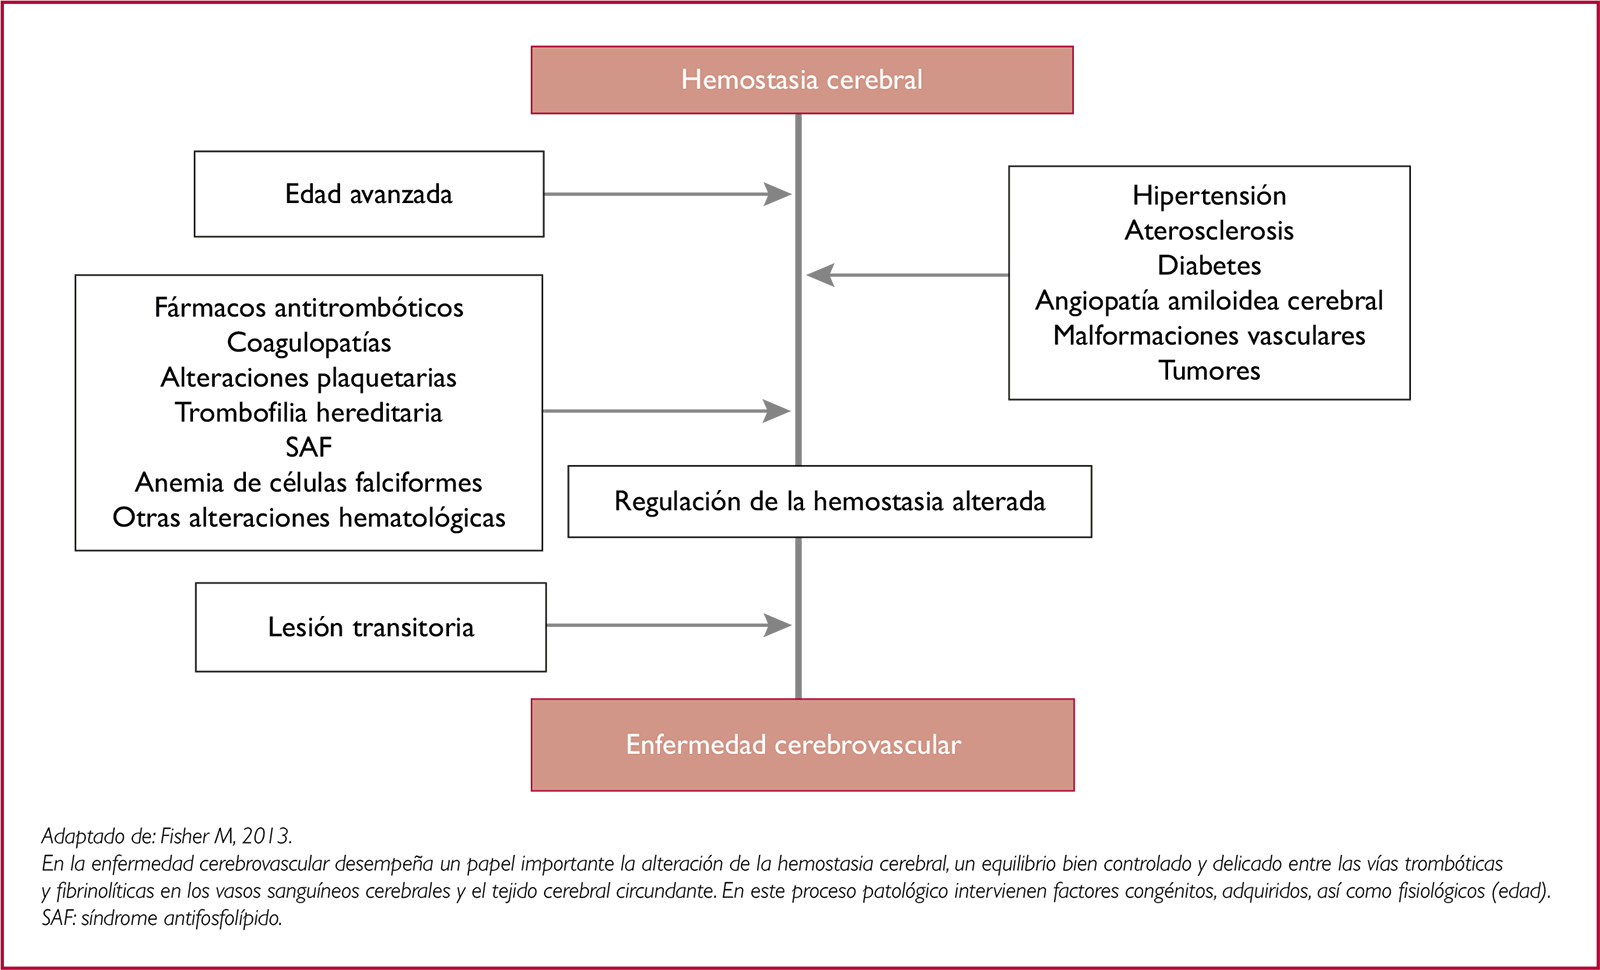 Hemostasia cerebral
Edad avanzada
Hipertensión
Aterosclerosis
Diabetes
Angiopatía amiloidea cerebral
Malformaciones vasculares
Tumores
Fármacos antitrombóticos
Coagulopatías
Alteraciones plaquetarias
Trombofilia hereditaria
SAF
Anemia de células falciformes
Otras alteraciones hematológicas
Regulación de la hemostasia alterada
Lesión transitoria
Enfermedad cerebrovascular
Adaptado de: Fisher M, 2013.
En la enfermedad cerebrovascular desempeña un papel importante la alteración de la hemostasia cerebral, un equilibrio bien controlado y delicado entre las vías trombóticas
y fibrinolíticas en los vasos sanguíneos cerebrales y el tejido cerebral circundante. En este proceso patológico intervienen factores congénitos, adquiridos, así como fisiológicos (edad).
SAF: síndrome antifosfolípido.